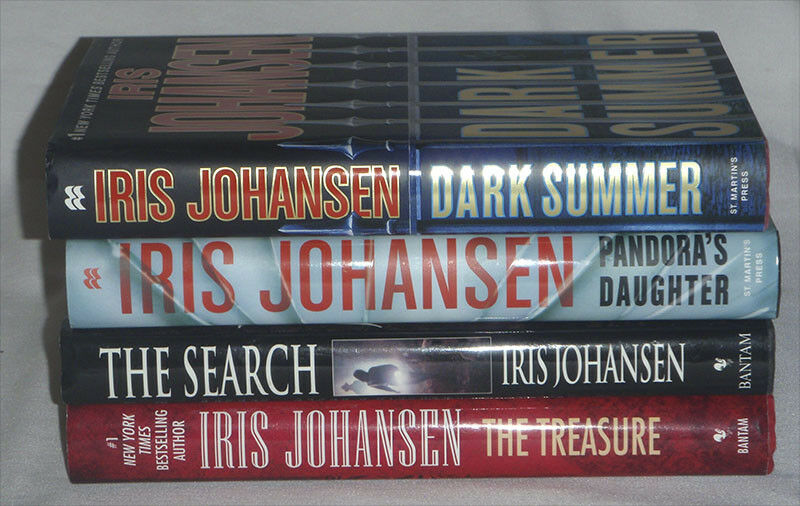 #1 NEW YORK TIMES BESTSELLING AUTHOR
IRIS
JOHANSEN
DARK
SUMMER
IRIS JOHANSEN DARK SUMMER ST. MARTIN'S
PRESS
IRIS JOHANSEN PANDORA'S
DAUGHTER
ST. MARTIN'S
PRESS
THE SEARCH IRIS JOHANSEN BANTAM
#1
NEW YORK
TIMES
BESTSELLING
AUTHOR
IRIS JOHANSEN THE TREASURE BANTAM